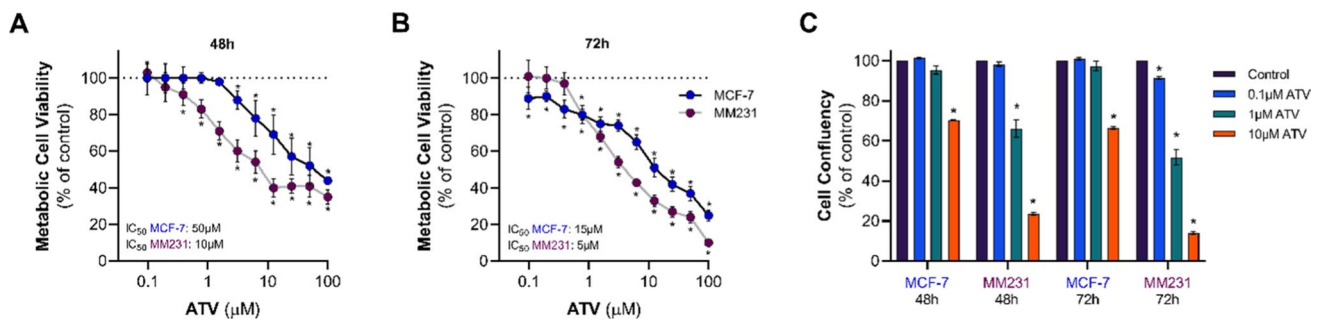 A
48h
Metabolic Cell Viability
(% of control)
100
80
60
40
20
0
IC50 MCF-7: 50µM
IC50 MM231: 10µM
0.1
1
10
100
ATV (µM)
B
72h
Metabolic Cell Viability
(% of control)
100
80
60
40
20
0
MCF-7
MM231
IC50 MCF-7: 15µM
IC50 MM231: 5µM
0.1
1
10
100
ATV (µM)
C
Cell Confluency
(% of control)
100
80
60
40
20
0
Control
0.1µM ATV
1µM ATV
10µM ATV
MCF-7
48h
MM231
48h
MCF-7
72h
MM231
72h